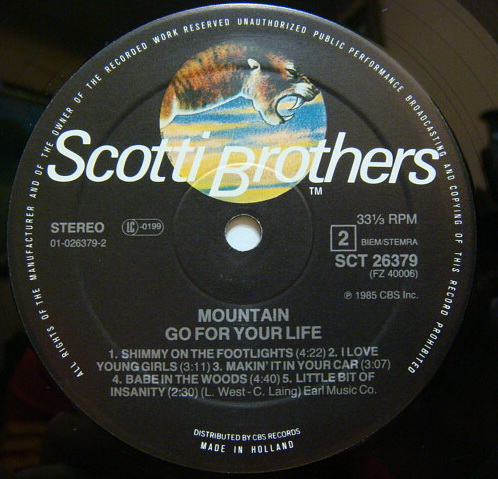 ALL RIGHTS OF THE MANUFACTURER AND OF THE OWNER OF THE RECORDED WORK RESERVED UNAUTHORIZED PUBLIC PERFORMANCE BROADCASTING AND COPYING OF THIS RECORD PROHIBITED
Scotti Brothers
TM
STEREO
LC -0199
01-026379-2
33⅓ RPM
2 BIEM/STEMRA
SCT 26379
(FZ 40006)
℗ 1985 CBS Inc.
MOUNTAIN
GO FOR YOUR LIFE
1. SHIMMY ON THE FOOTLIGHTS (4:22) 2. I LOVE
YOUNG GIRLS (3:11) 3. MAKIN' IT IN YOUR CAR (3:07)
4. BABE IN THE WOODS (4:40) 5. LITTLE BIT OF
INSANITY (2:30) (L. West - C. Laing) Earl Music Co.
DISTRIBUTED BY CBS RECORDS
MADE IN HOLLAND